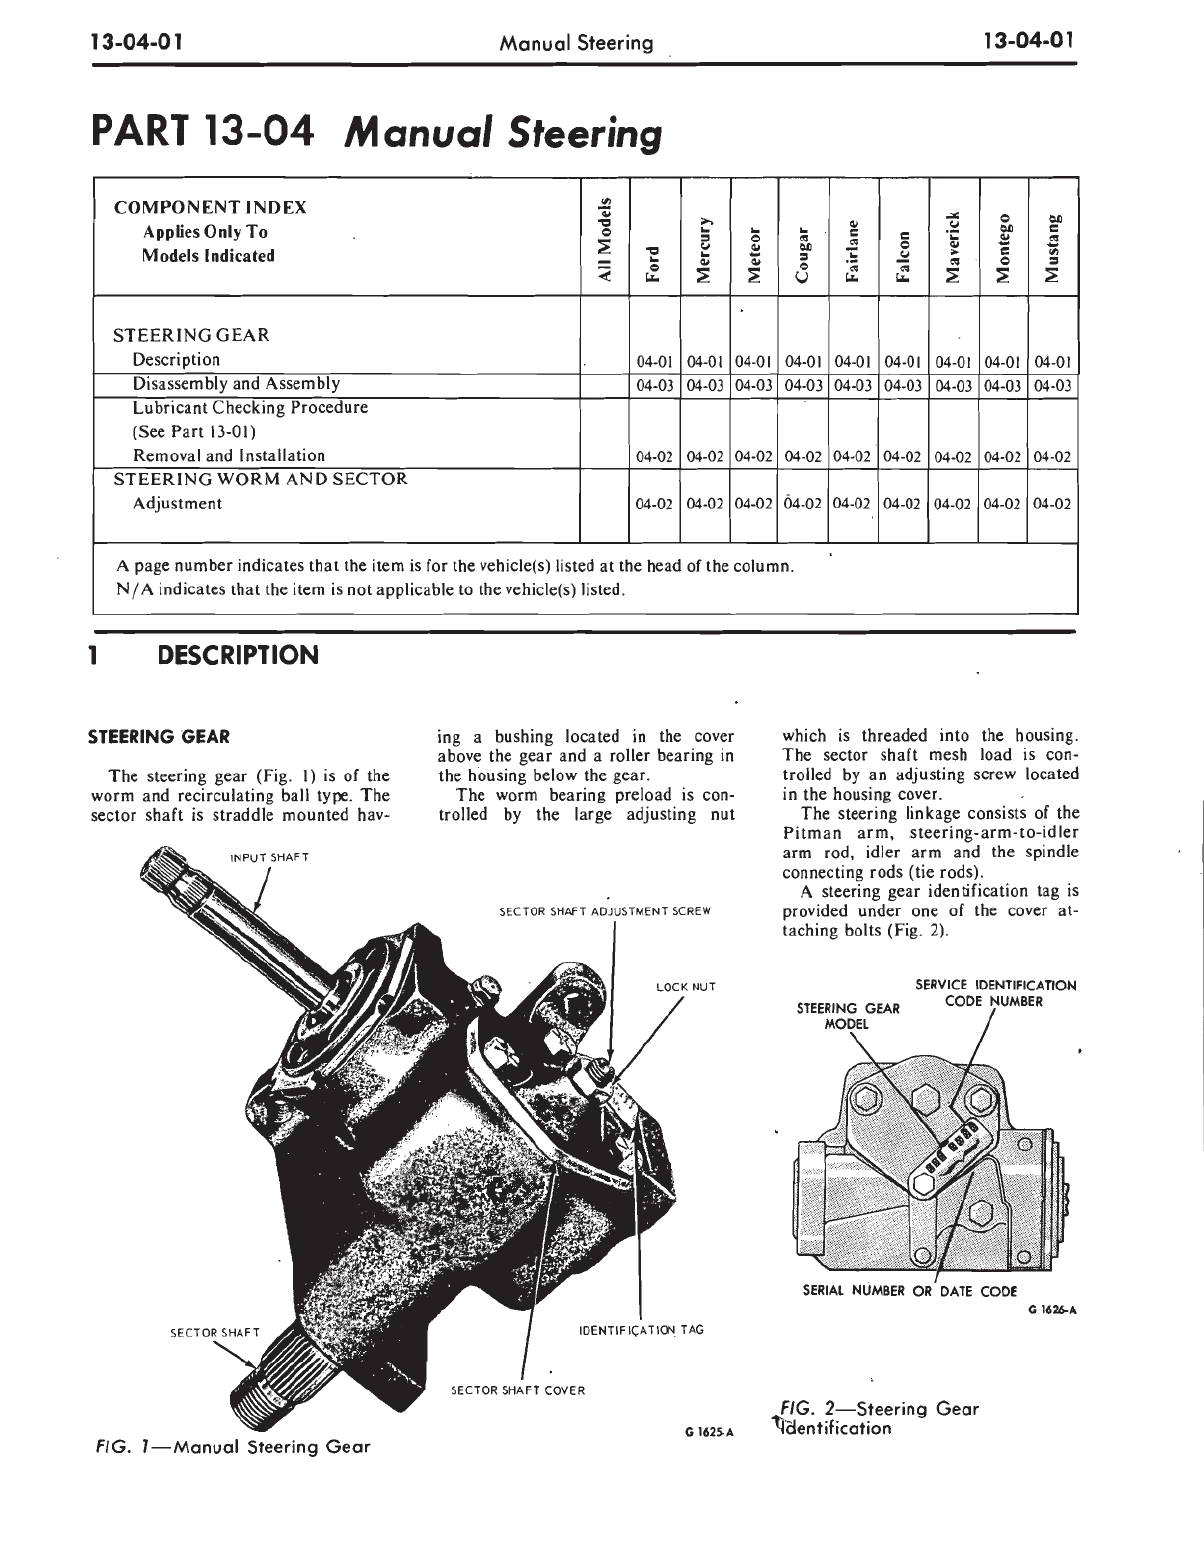 13-04-01 Manual Steering 13-04-01
PART 13-04 Manual Steering
COMPONENT INDEX
Applies Only To
Models Indicated
All Models
Ford
Mercury
Meteor
Cougar
Fairlane
Falcon
Maverick
Montego
Mustang
STEERING GEAR
Description 04-01 04-01 04-01 04-01 04-01 04-01 04-01 04-01 04-01
Disassembly and Assembly 04-03 04-03 04-03 04-03 04-03 04-03 04-03 04-03 04-03
Lubricant Checking Procedure
(See Part 13-01)
Removal and Installation 04-02 04-02 04-02 04-02 04-02 04-02 04-02 04-02 04-02
STEERING WORM AND SECTOR
Adjustment 04-02 04-02 04-02 04-02 04-02 04-02 04-02 04-02 04-02
A page number indicates that the item is for the vehicle(s) listed at the head of the column.
N/A indicates that the item is not applicable to the vehicle(s) listed.
1 DESCRIPTION
STEERING GEAR
The steering gear (Fig. 1) is of the
worm and recirculating ball type. The
sector shaft is straddle mounted hav-
ing a bushing located in the cover
above the gear and a roller bearing in
the housing below the gear.
The worm bearing preload is con-
trolled by the large adjusting nut
which is threaded into the housing.
The sector shaft mesh load is con-
trolled by an adjusting screw located
in the housing cover.
The steering linkage consists of the
Pitman arm, steering-arm-to-idler
arm rod, idler arm and the spindle
connecting rods (tie rods).
A steering gear identification tag is
provided under one of the cover at-
taching bolts (Fig. 2).
INPUT SHAFT
SECTOR SHAFT ADJUSTMENT SCREW
LOCK NUT
SECTOR SHAFT
IDENTIFICATION TAG
SECTOR SHAFT COVER
G 1625-A
FIG. 1—Manual Steering Gear
SERVICE IDENTIFICATION
CODE NUMBER
STEERING GEAR
MODEL
SERIAL NUMBER OR DATE CODE
G 1626-A
FIG. 2—Steering Gear
Identification